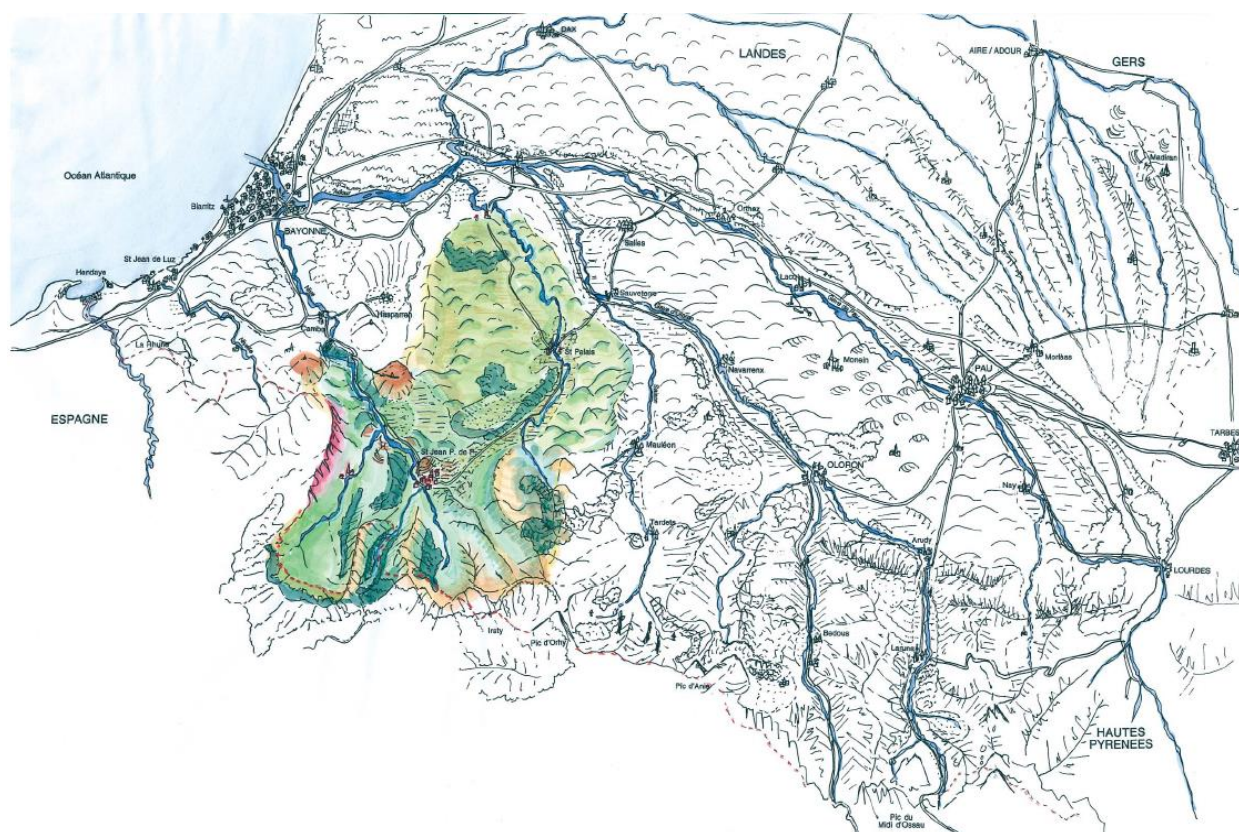 DAX
LANDES
AIRE / ADOUR
GERS
Madiran
Océan Atlantique
Biarritz
BAYONNE
Orthez
Salies
St Jean de Luz
Hendaye
Lacq
Sauveterre
Hasparren
Cambo
La Rhune
St Palais
Navarrenx
Monein
Morlaas
PAU
ESPAGNE
TARBES
Mauléon
St Jean P. de P.
OLORON
Nay
Tardets
Arudy
LOURDES
Iraty
Pic d'Orhy
Bedous
Laruns
Pic d'Anie
HAUTES
PYRENEES
Pic du
Midi d'Ossau